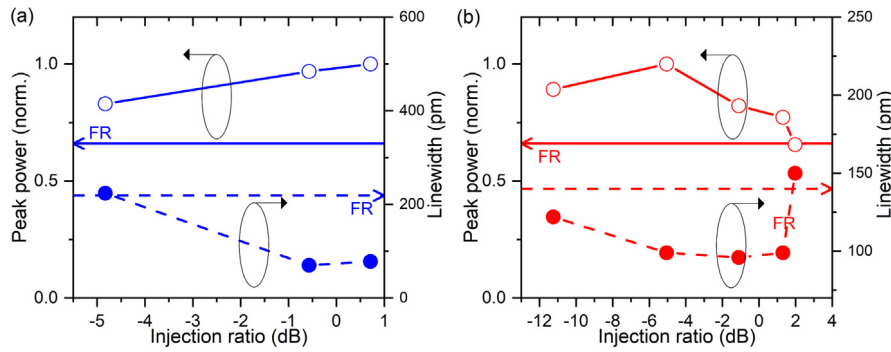 (a)
Peak power (norm.)
1.0
0.5
0.0
FR
FR
600
400
200
0
Linewidth (pm)
-5 -4 -3 -2 -1 0 1
Injection ratio (dB)
(b)
Peak power (norm.)
1.0
0.5
0.0
FR
FR
250
200
150
100
Linewidth (pm)
-12 -10 -8 -6 -4 -2 0 2 4
Injection ratio (dB)